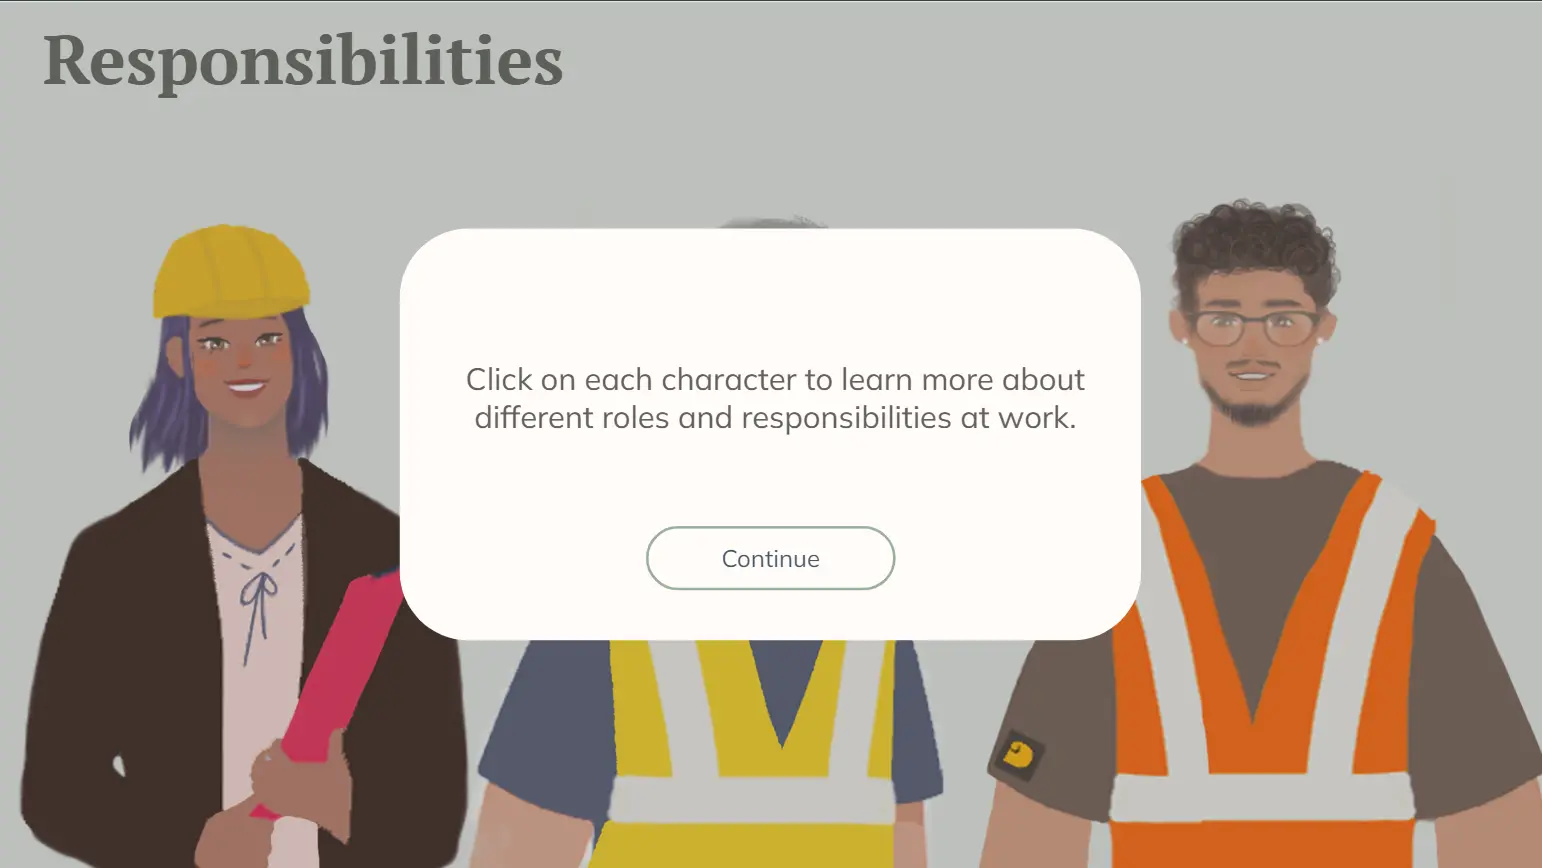 Responsibilities
Click on each character to learn more about
different roles and responsibilities at work.
Continue